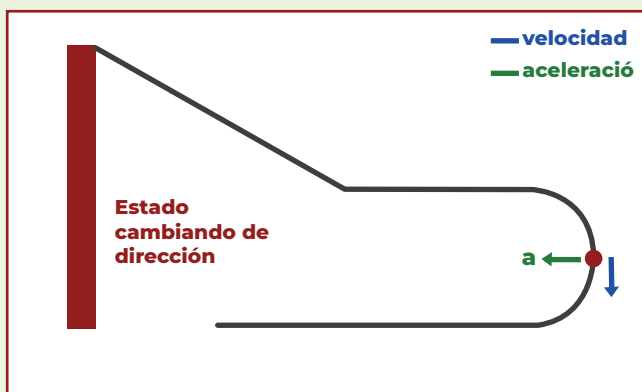 velocidad
aceleració
Estado
cambiando de
dirección
a